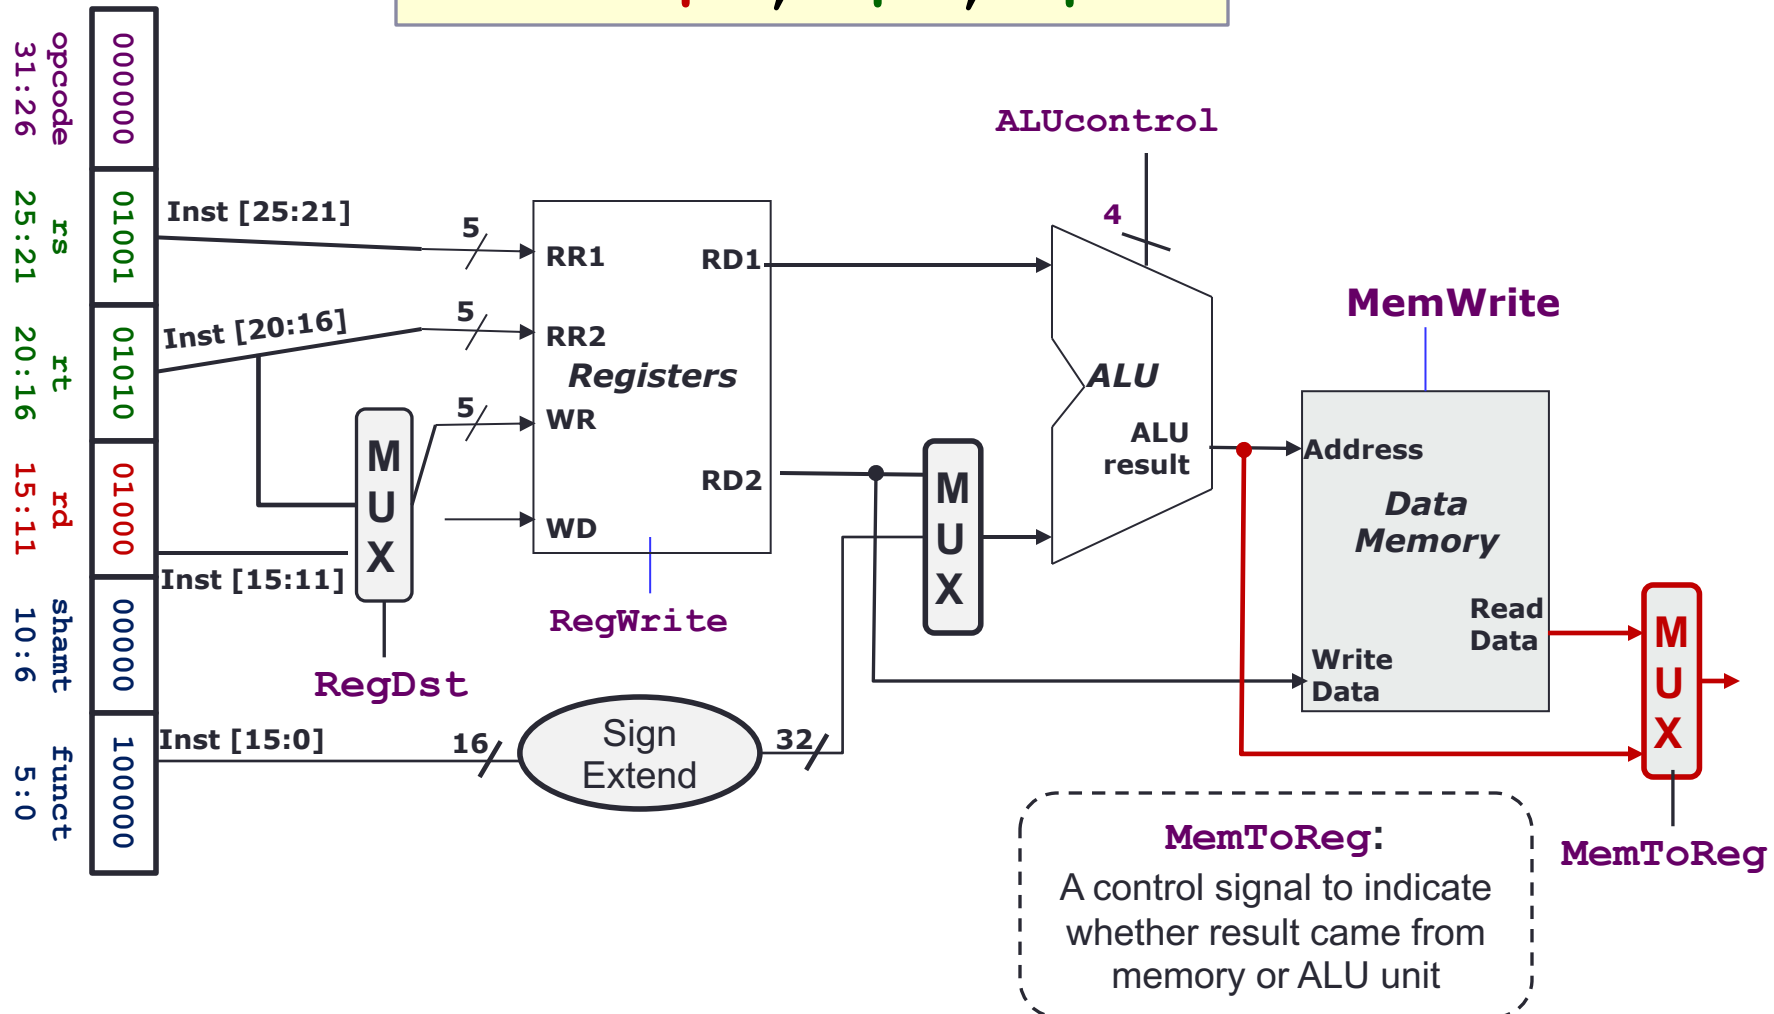 opcode
31:26
000000
rs
25:21
01001
rt
20:16
01010
rd
15:11
01000
shamt
10:6
00000
funct
5:0
100000
Inst [25:21]
Inst [20:16]
Inst [15:11]
Inst [15:0]
5
5
5
16
32
M
U
X
RegDst
RR1
RR2
WR
WD
RD1
RD2
Registers
RegWrite
Sign
Extend
M
U
X
ALUcontrol
4
ALU
ALU
result
MemWrite
Address
Data
Memory
Read
Data
Write
Data
M
U
X
MemToReg
MemToReg:
A control signal to indicate
whether result came from
memory or ALU unit